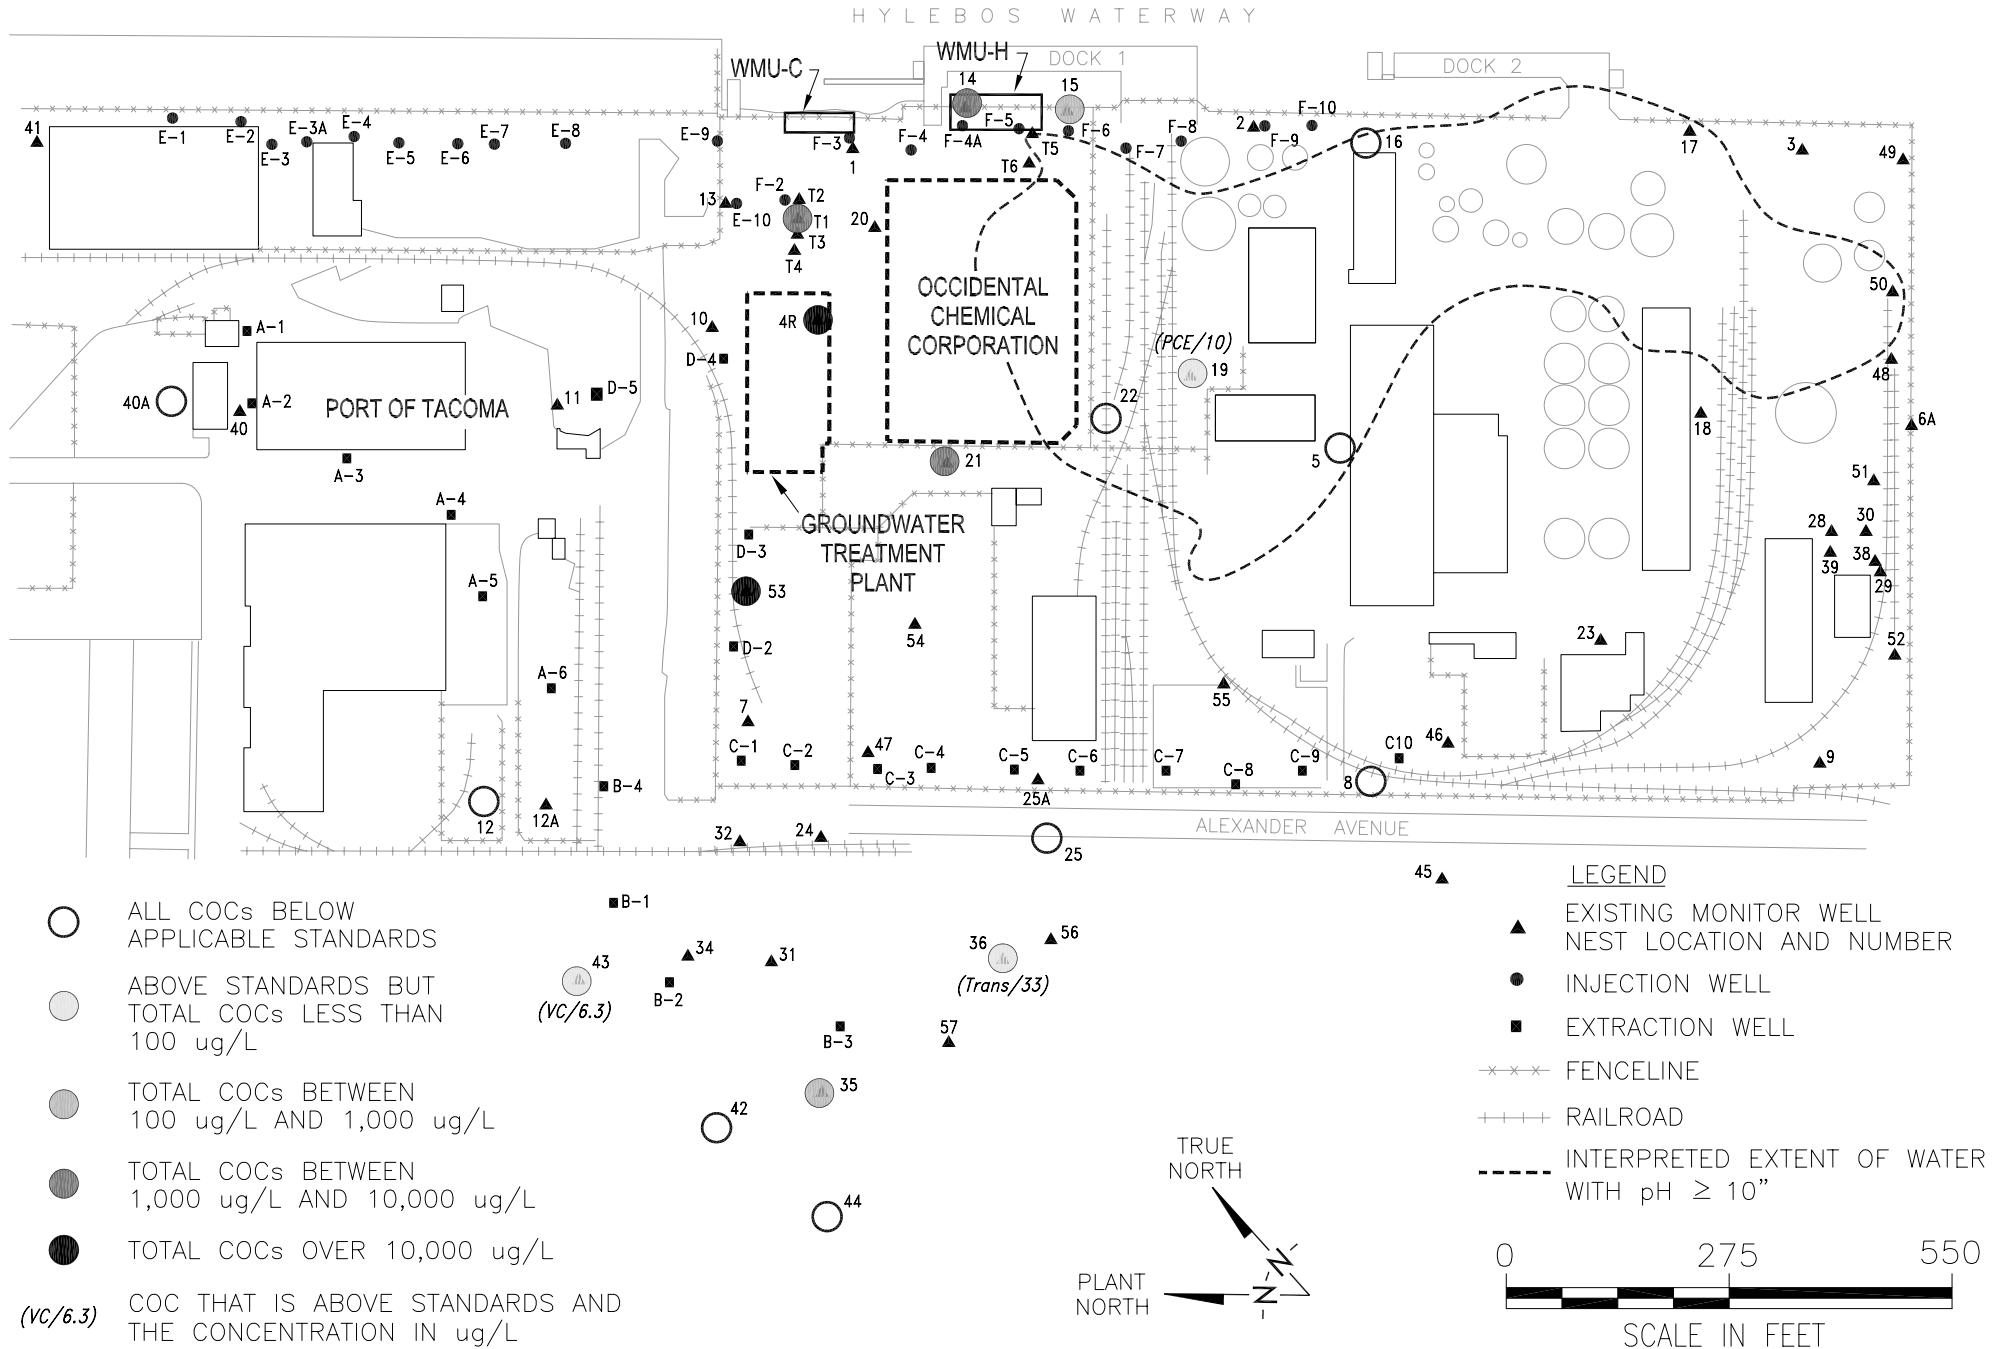 HYLEBOS WATERWAY
WMU-H
DOCK 1
WMU-C
DOCK 2
14
15
41
E-1
E-2
E-3
E-3A
E-4
E-5
E-6
E-7
E-8
E-9
F-3
1
F-4
F-4A
F-5
T5
F-6
F-7
F-8
2
F-9
F-10
16
17
3
49
T6
13
E-10
F-2
T2
T1
T3
T4
20
OCCIDENTAL
CHEMICAL
CORPORATION
50
A-1
10
4R
D-4
(PCE/10)
19
48
40A
A-2
40
PORT OF TACOMA
11
D-5
22
18
6A
A-3
21
5
51
A-4
GROUNDWATER
TREATMENT
PLANT
D-3
28
30
39
38
29
A-5
53
54
23
52
D-2
A-6
55
7
C-1
C-2
47
C-3
C-4
C-5
C-6
C-7
C-8
C-9
C10
46
9
8
25A
B-4
12
12A
32
24
25
ALEXANDER AVENUE
45
B-1
34
31
43
(VC/6.3)
B-2
36
(Trans/33)
56
B-3
57
35
42
44
ALL COCs BELOW
APPLICABLE STANDARDS
ABOVE STANDARDS BUT
TOTAL COCs LESS THAN
100 ug/L
TOTAL COCs BETWEEN
100 ug/L AND 1,000 ug/L
TOTAL COCs BETWEEN
1,000 ug/L AND 10,000 ug/L
TOTAL COCs OVER 10,000 ug/L
(VC/6.3)
COC THAT IS ABOVE STANDARDS AND
THE CONCENTRATION IN ug/L
TRUE
NORTH
N
PLANT
NORTH
N
LEGEND
EXISTING MONITOR WELL
NEST LOCATION AND NUMBER
INJECTION WELL
EXTRACTION WELL
FENCELINE
RAILROAD
INTERPRETED EXTENT OF WATER
WITH pH ≥ 10"
0 275 550
SCALE IN FEET